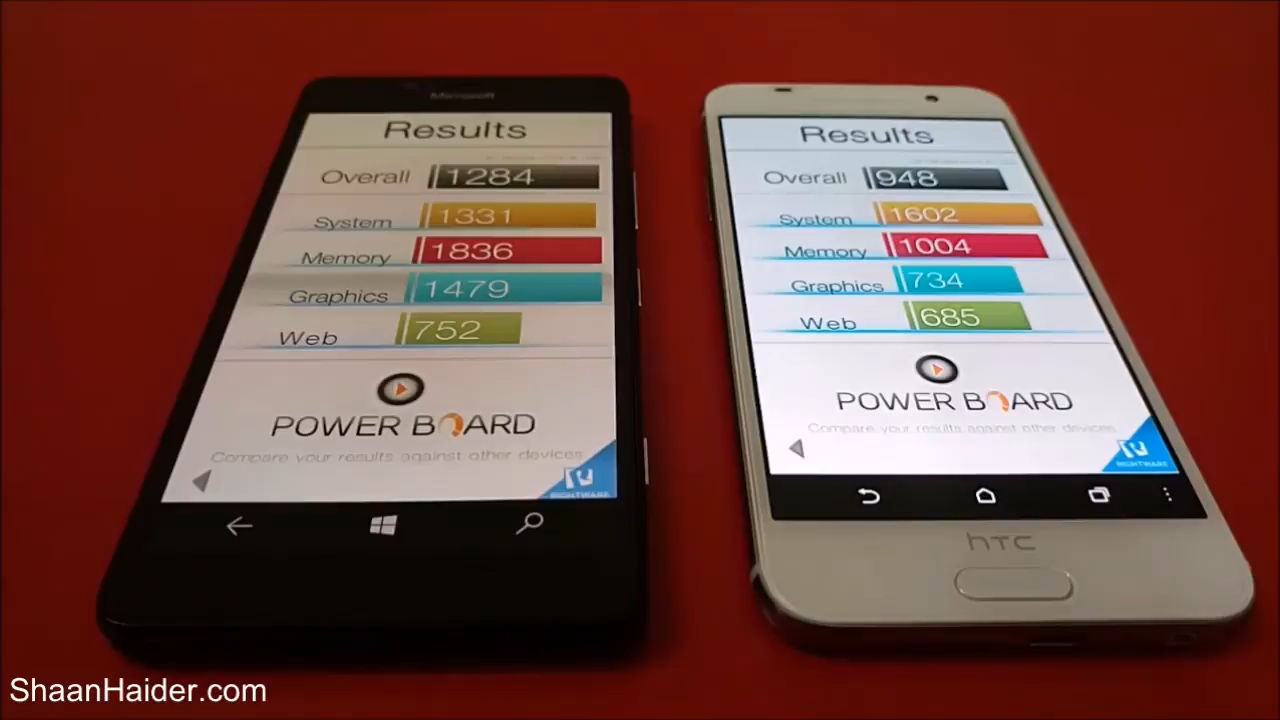 Microsoft
Results
Overall 1284
System 1331
Memory 1836
Graphics 1479
Web 752
POWER BOARD
Compare your results against other devices
RIGHTWARE
Results
Overall 948
System 1602
Memory 1004
Graphics 734
Web 685
POWER BOARD
Compare your results against other devices
RIGHTWARE
hTC
ShaanHaider.com